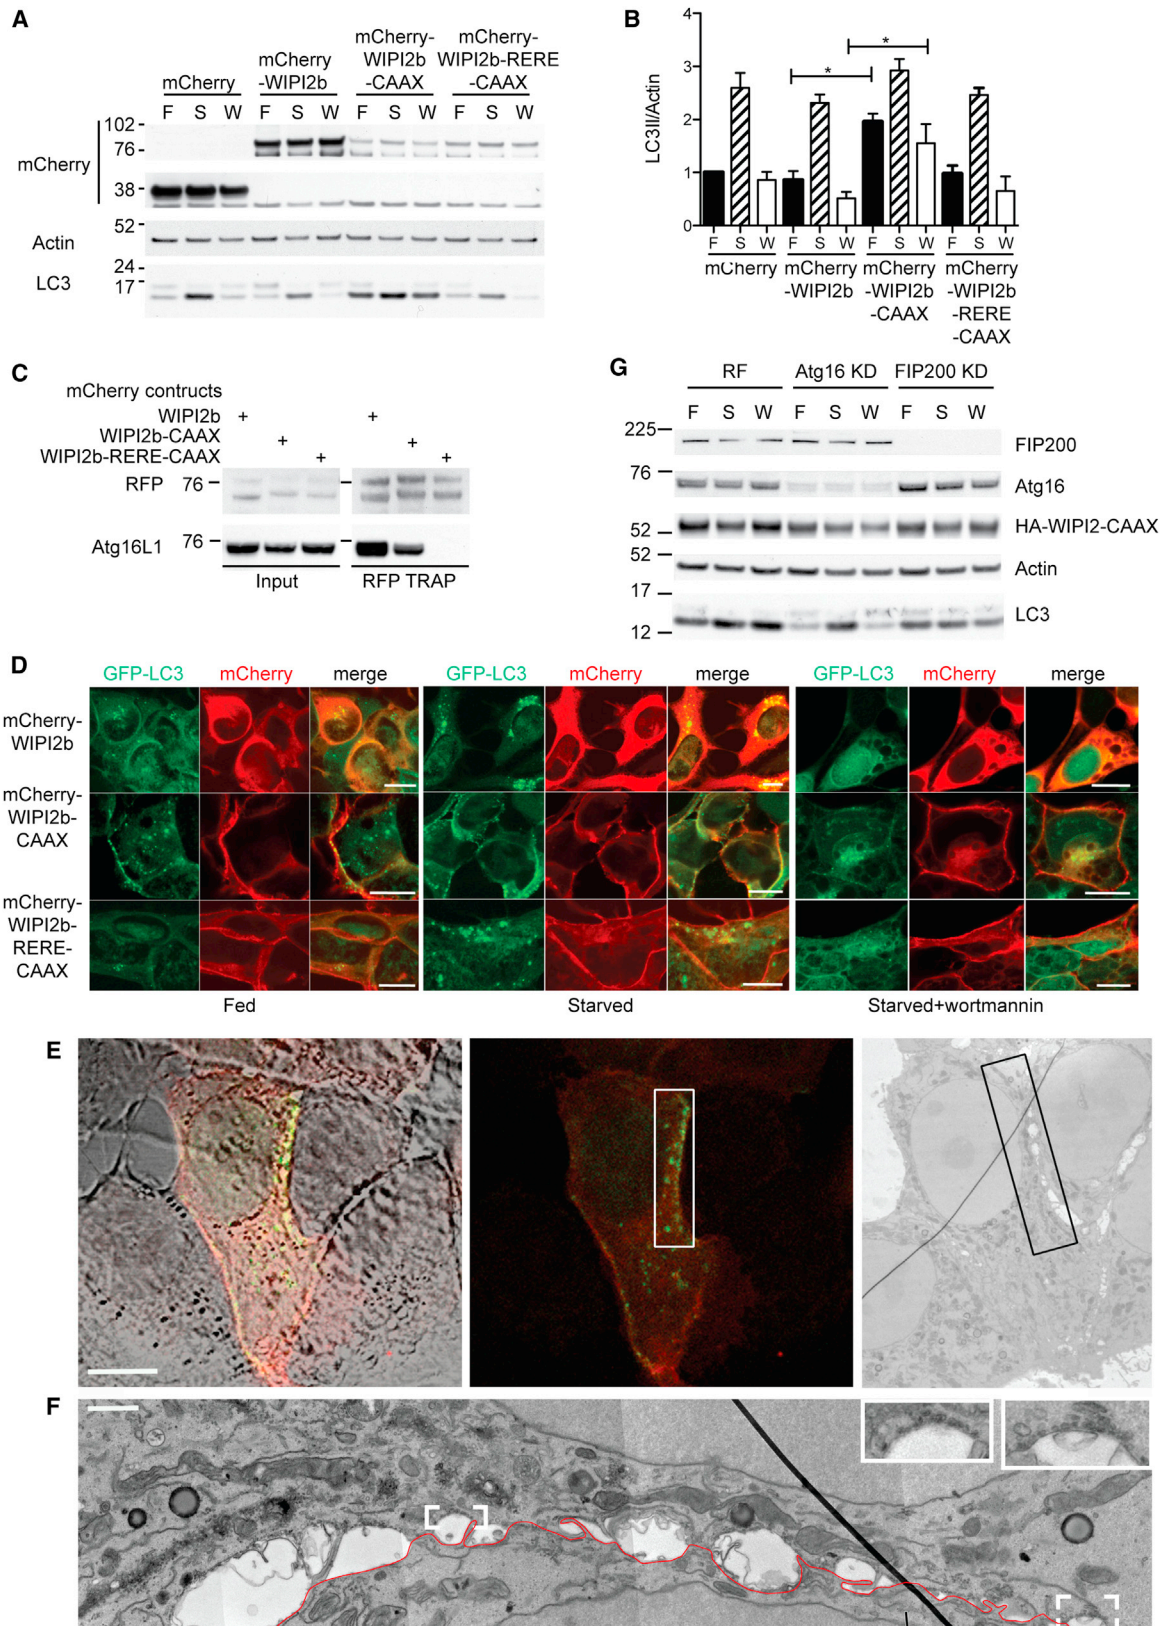 A
mCherry
mCherry
-WIPI2b
mCherry-
WIPI2b
-CAAX
mCherry-
WIPI2b-RERE
-CAAX
F S W F S W F S W F S W
102
76
mCherry
38
52
Actin
24
LC3
17
B
4
3
2
1
0
LC3II/Actin
*
*
F S W F S W F S W F S W
mCherry
mCherry
-WIPI2b
mCherry
-WIPI2b
-CAAX
mCherry
-WIPI2b
-RERE
-CAAX
C
mCherry contructs
WIPI2b + +
WIPI2b-CAAX + +
WIPI2b-RERE-CAAX + +
RFP 76
Atg16L1 76
Input RFP TRAP
G
RF Atg16 KD FIP200 KD
F S W F S W F S W
225
FIP200
76
Atg16
52
HA-WIPI2-CAAX
52
Actin
17
LC3
12
D
GFP-LC3 mCherry merge GFP-LC3 mCherry merge GFP-LC3 mCherry merge
mCherry-
WIPI2b
mCherry-
WIPI2b-
CAAX
mCherry-
WIPI2b-
RERE-
CAAX
Fed Starved Starved+wortmannin
E
F